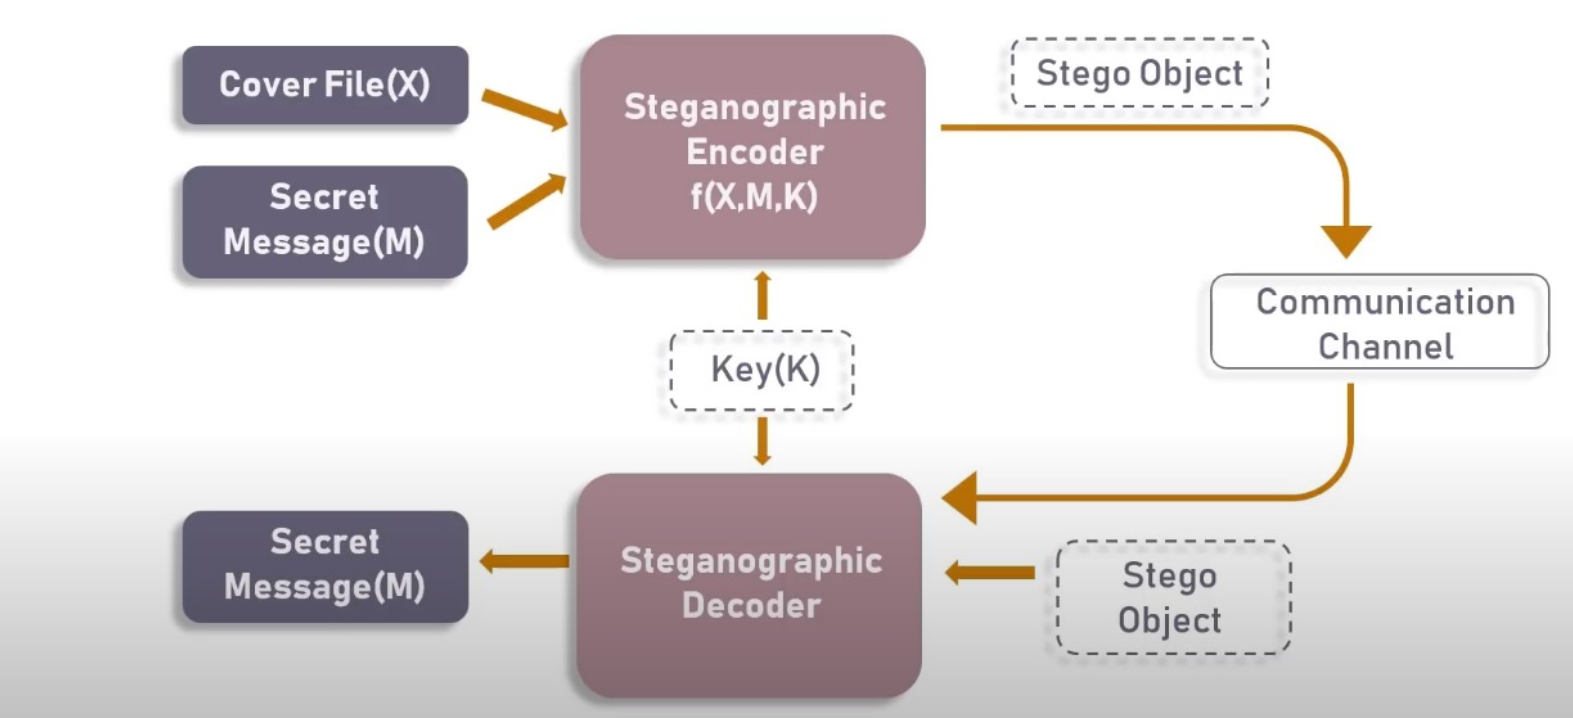 Cover File(X)
Secret
Message(M)
Steganographic
Encoder
f(X,M,K)
Stego Object
Communication
Channel
Key(K)
Secret
Message(M)
Steganographic
Decoder
Stego
Object